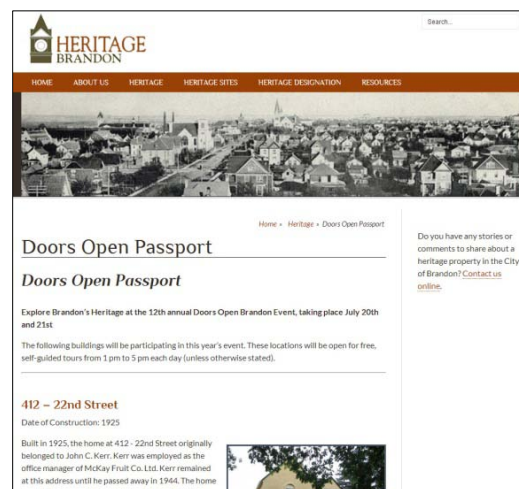 HERITAGE
BRANDON
Search...
HOME ABOUT US HERITAGE HERITAGE SITES HERITAGE DESIGNATION RESOURCES
Home » Heritage » Doors Open Passport
Doors Open Passport
Doors Open Passport
Explore Brandon's Heritage at the 12th annual Doors Open Brandon Event, taking place July 20th
and 21st
The following buildings will be participating in this year's event. These locations will be open for free,
self-guided tours from 1 pm to 5 pm each day (unless otherwise stated).
412 – 22nd Street
Date of Construction: 1925
Built in 1925, the home at 412 - 22nd Street originally
belonged to John C. Kerr. Kerr was employed as the
office manager of McKay Fruit Co. Ltd. Kerr remained
at this address until he passed away in 1944. The home
Do you have any stories or
comments to share about a
heritage property in the City
of Brandon? Contact us
online.